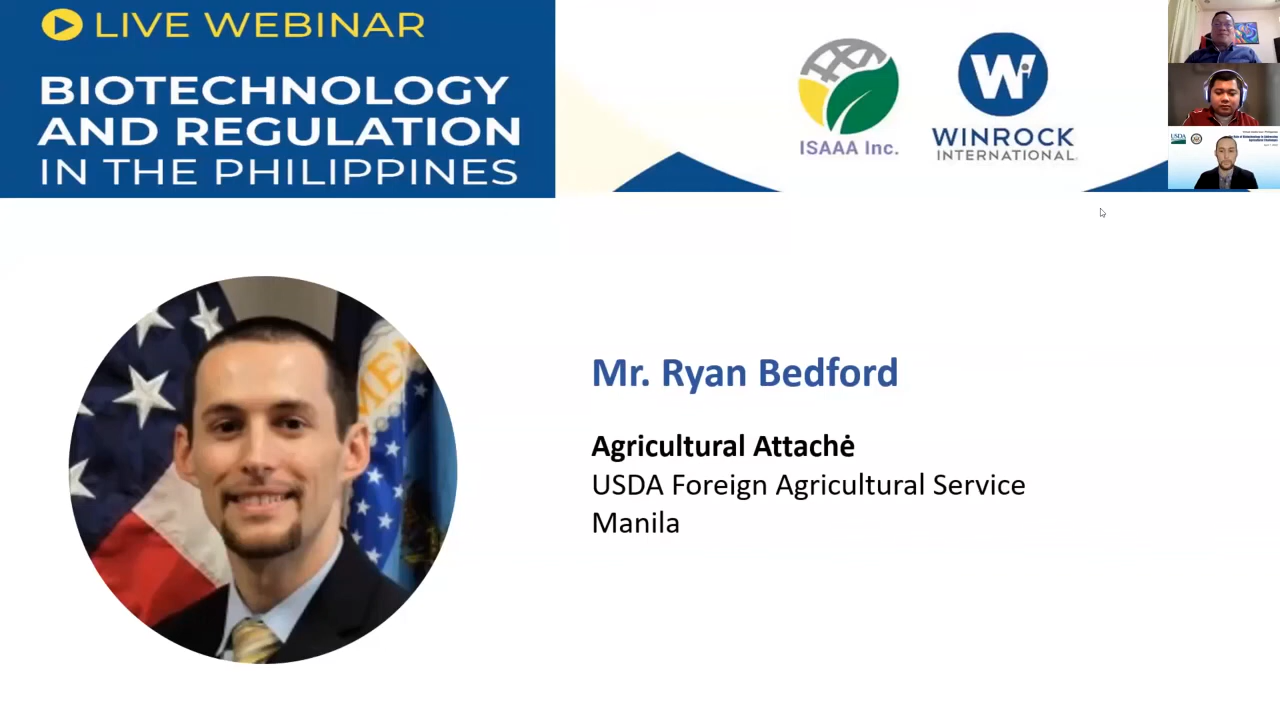 LIVE WEBINAR
BIOTECHNOLOGY
AND REGULATION
IN THE PHILIPPINES
ISAAA Inc.
W
WINROCK
INTERNATIONAL
USDA
Mr. Ryan Bedford
Agricultural Attachė
USDA Foreign Agricultural Service
Manila